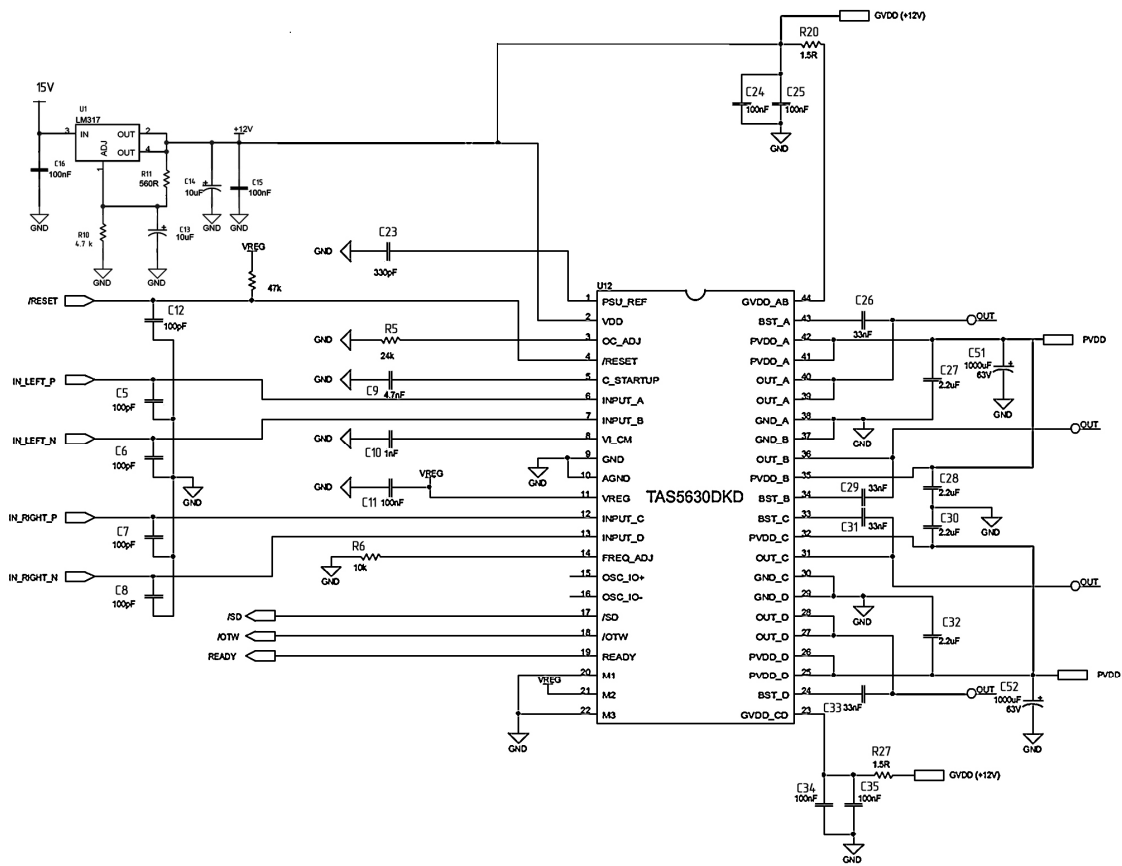 GVDD (+12V)
R20
1.5R
C24
100nF
C25
100nF
GND
15V
U1
LM317
3
IN
OUT
2
OUT
4
ADJ
1
+12V
C16
100nF
R11
560R
C14
10uF
C15
100nF
GND
GND
GND
R10
4.7 k
C13
10uF
GND
GND
VREG
47k
GND
C23
330pF
/RESET
C12
100pF
GND
R5
24k
IN_LEFT_P
C5
100pF
GND
C9
4.7nF
IN_LEFT_N
C6
100pF
GND
C10
1nF
GND
GND
GND
C11
100nF
VREG
IN_RIGHT_P
C7
100pF
R6
10k
GND
IN_RIGHT_N
C8
100pF
/SD
/OTW
READY
VREG
GND
U12
TAS5630DKD
1 PSU_REF
2 VDD
3 OC_ADJ
4 /RESET
5 C_STARTUP
6 INPUT_A
7 INPUT_B
8 VI_CM
9 GND
10 AGND
11 VREG
12 INPUT_C
13 INPUT_D
14 FREQ_ADJ
15 OSC_IO+
16 OSC_IO-
17 /SD
18 /OTW
19 READY
20 M1
21 M2
22 M3
GVDD_AB 44
BST_A 43
PVDD_A 42
PVDD_A 41
OUT_A 40
OUT_A 39
GND_A 38
GND_B 37
OUT_B 36
PVDD_B 35
BST_B 34
BST_C 33
PVDD_C 32
OUT_C 31
GND_C 30
GND_D 29
OUT_D 28
OUT_D 27
PVDD_D 26
PVDD_D 25
BST_D 24
GVDD_CD 23
C26
33nF
OUT
PVDD
C51
1000uF
63V
C27
2.2uF
GND
GND
OUT
C29
33nF
C28
2.2uF
C31
33nF
C30
2.2uF
GND
OUT
GND
C32
2.2uF
PVDD
C33
33nF
OUT
C52
1000uF
63V
GND
R27
1.5R
GVDD (+12V)
C34
100nF
C35
100nF
GND